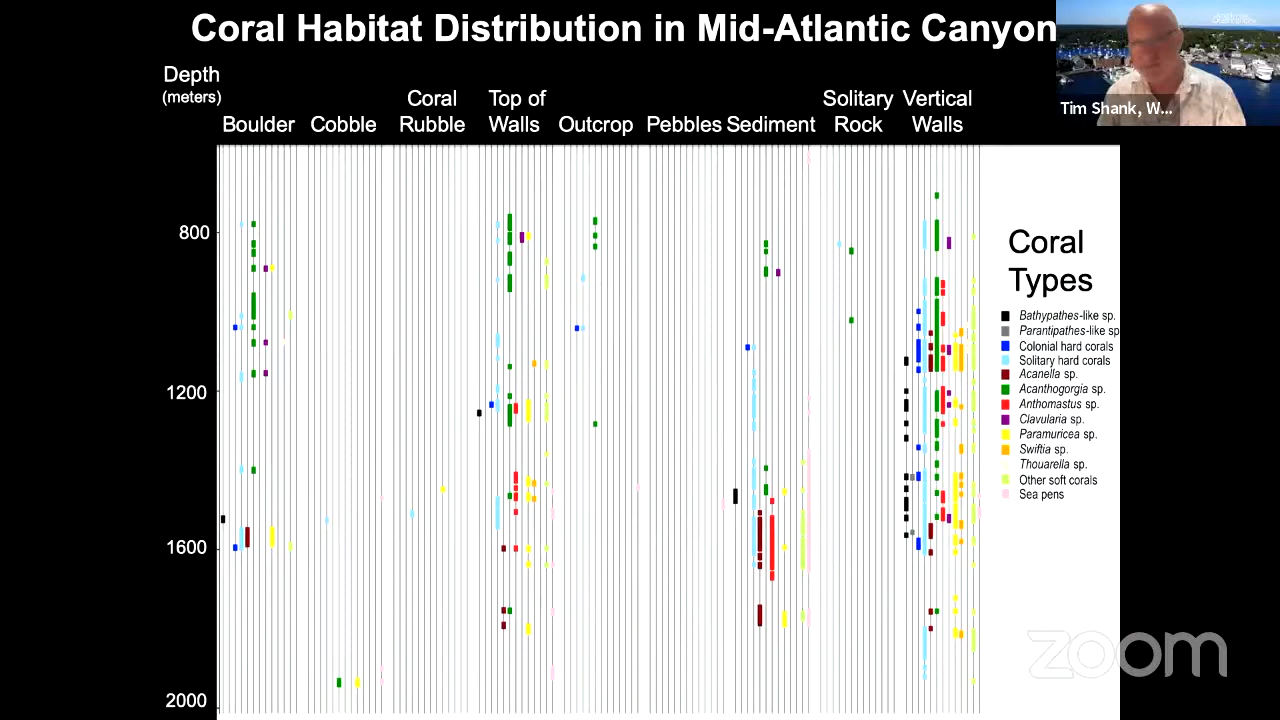 Coral Habitat Distribution in Mid-Atlantic Canyon
Tim Shank, W...
Depth
(meters)
Boulder
Cobble
Coral
Rubble
Top of
Walls
Outcrop
Pebbles
Sediment
Solitary
Rock
Vertical
Walls
800
1200
1600
2000
Coral
Types
Bathypathes-like sp.
Parantipathes-like sp
Colonial hard corals
Solitary hard corals
Acanella sp.
Acanthogorgia sp.
Anthomastus sp.
Clavularia sp.
Paramuricea sp.
Swiftia sp.
Thouarella sp.
Other soft corals
Sea pens
zoom